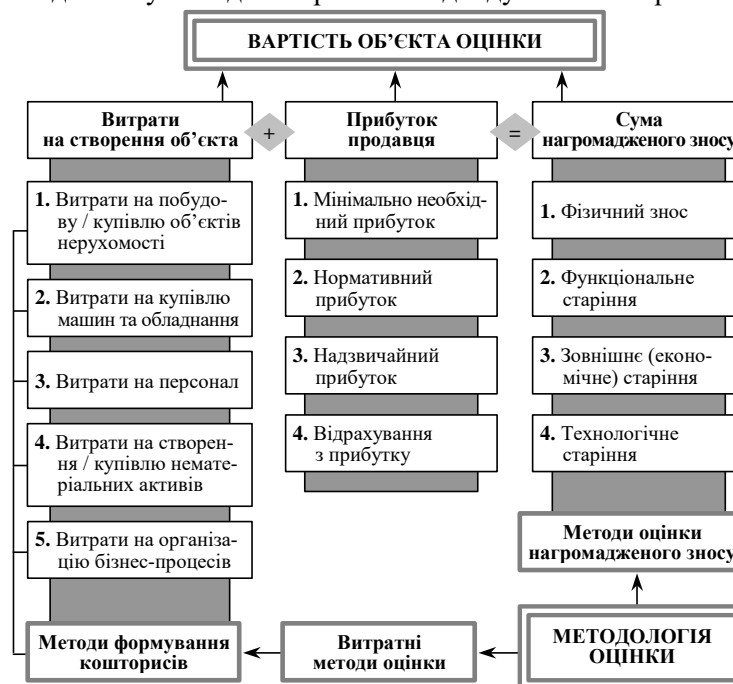 ВАРТІСТЬ ОБ’ЄКТА ОЦІНКИ
Витрати
на створення об’єкта
+
Прибуток
продавця
=
Сума
нагромадженого зносу
1. Витрати на побудо-
ву / купівлю об’єктів
нерухомості
2. Витрати на купівлю
машин та обладнання
3. Витрати на персонал
4. Витрати на створен-
ня / купівлю немате-
ріальних активів
5. Витрати на організа-
цію бізнес-процесів
1. Мінімально необхід-
ний прибуток
2. Нормативний
прибуток
3. Надзвичайний
прибуток
4. Відрахування
з прибутку
1. Фізичний знос
2. Функціональне
старіння
3. Зовнішнє (еконо-
мічне) старіння
4. Технологічне
старіння
Методи оцінки
нагромадженого зносу
Методи формування
кошторисів
Витратні
методи оцінки
МЕТОДОЛОГІЯ
ОЦІНКИ